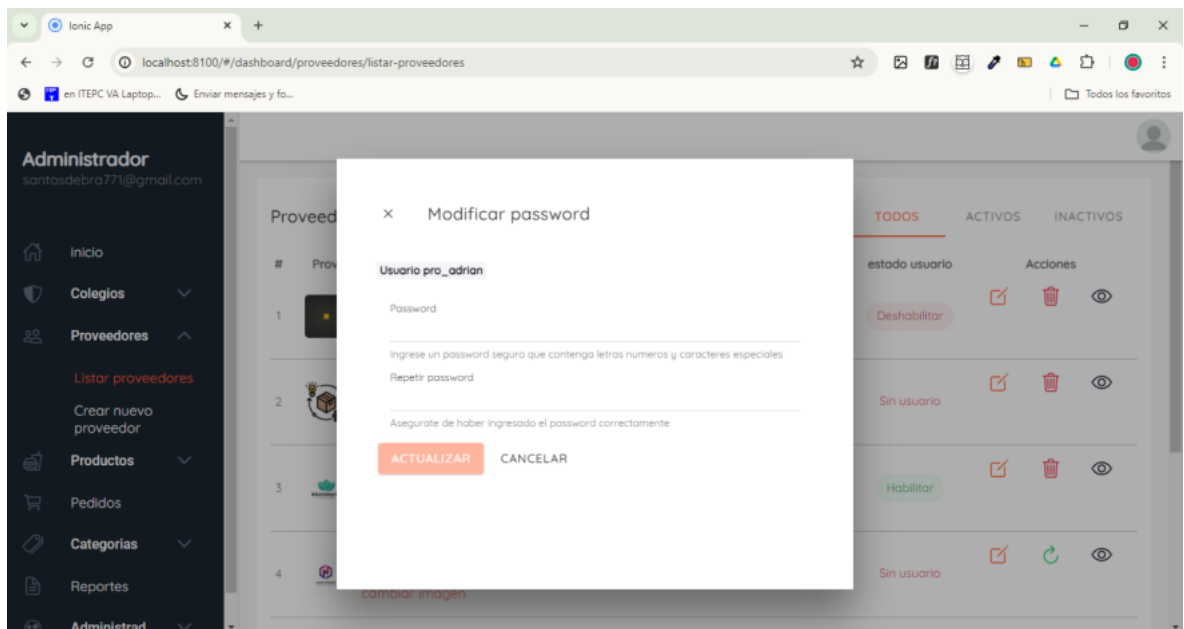 Ionic App
localhost:8100/#/dashboard/proveedores/listar-proveedores
en ITEPC VA Laptop...
Enviar mensajes y fo...
Todos los favoritos
Administrador
santosdebra771@gmail.com
inicio
Colegios
Proveedores
Listar proveedores
Crear nuevo
proveedor
Productos
Pedidos
Categorias
Reportes
Administrad
Proveed
TODOS
ACTIVOS
INACTIVOS
#
Prov
estado usuario
Acciones
1
Deshabilitar
2
Sin usuario
3
Habilitar
4
Sin usuario
cambiar imagen
Modificar password
Usuario pro_adrian
Password
Ingrese un password seguro que contenga letras numeros y caracteres especiales
Repetir password
Asegurate de haber ingresado el password correctamente
ACTUALIZAR
CANCELAR